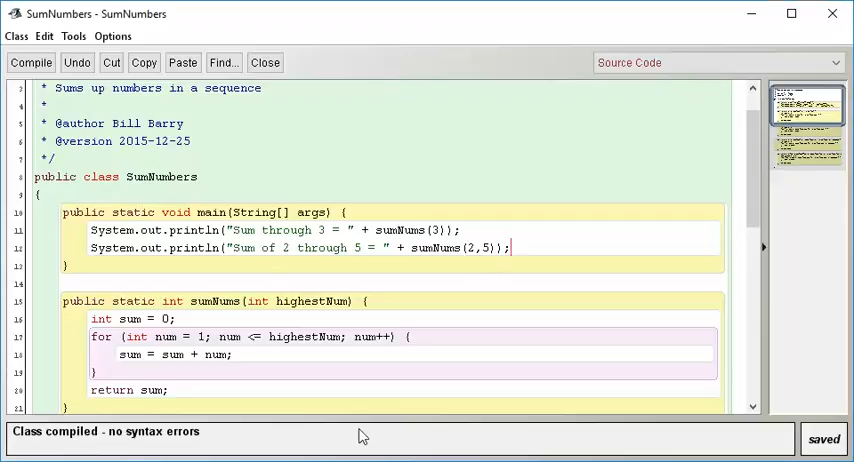 SumNumbers - SumNumbers
Class Edit Tools Options
Compile Undo Cut Copy Paste Find... Close Source Code
3 * Sums up numbers in a sequence
4 *
5 * @author Bill Barry
6 * @version 2015-12-25
7 */
8 public class SumNumbers
9 {
10 public static void main(String[] args) {
11 System.out.println("Sum through 3 = " + sumNums(3));
12 System.out.println("Sum of 2 through 5 = " + sumNums(2,5));
13 }
14
15 public static int sumNums(int highestNum) {
16 int sum = 0;
17 for (int num = 1; num <= highestNum; num++) {
18 sum = sum + num;
19 }
20 return sum;
21 }
Class compiled - no syntax errors
saved